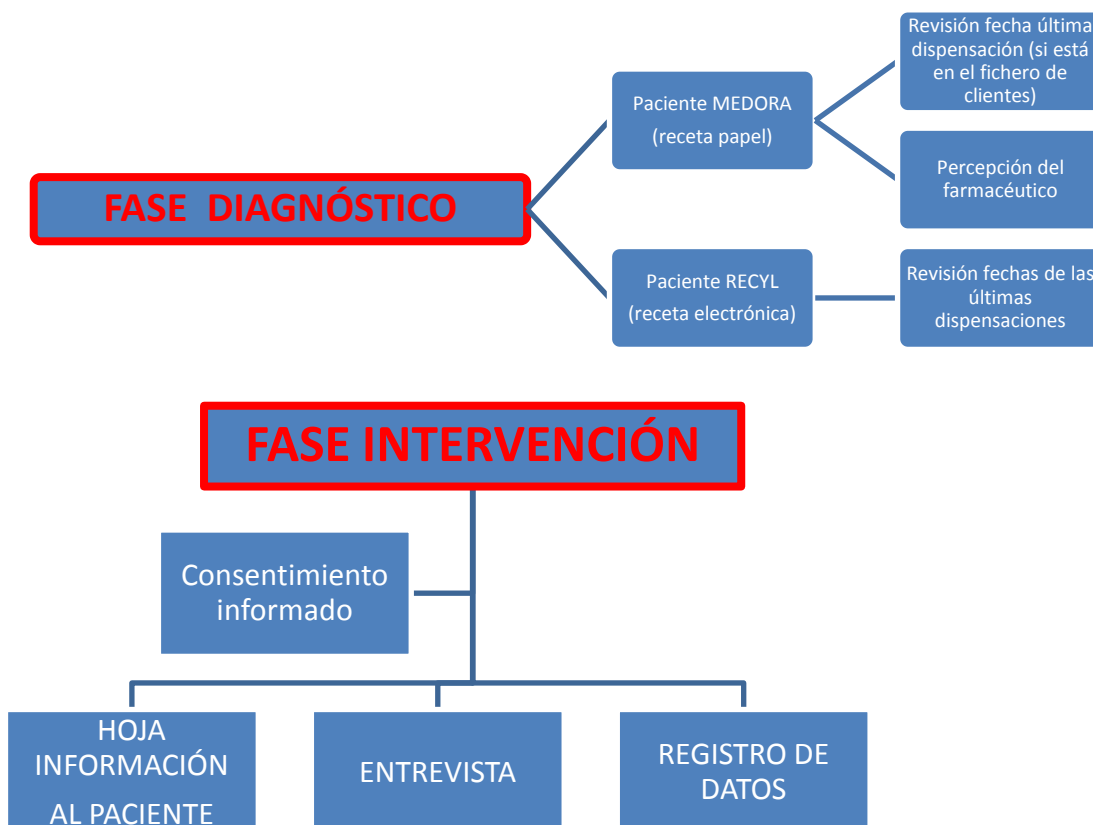 Revisión fecha última
dispensación (si está
en el fichero de
clientes)
Paciente MEDORA
(receta papel)
Percepción del
farmacéutico
FASE DIAGNÓSTICO
Paciente RECYL
(receta electrónica)
Revisión fechas de las
últimas
dispensaciones
FASE INTERVENCIÓN
Consentimiento
informado
HOJA
INFORMACIÓN
AL PACIENTE
ENTREVISTA
REGISTRO DE
DATOS